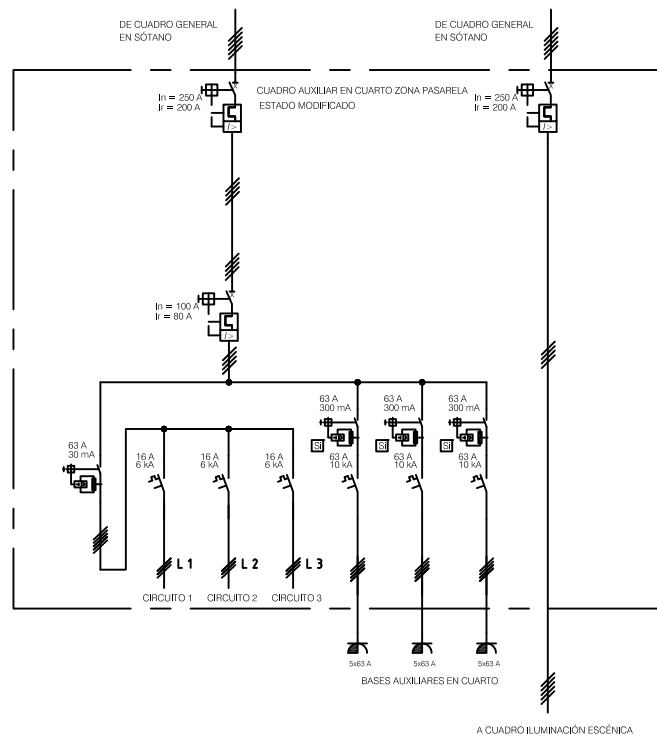 DE CUADRO GENERAL
EN SÓTANO
DE CUADRO GENERAL
EN SÓTANO
CUADRO AUXILIAR EN CUARTO ZONA PASARELA
ESTADO MODIFICADO
In = 250 A
Ir = 200 A
I>
In = 250 A
Ir = 200 A
I>
In = 100 A
Ir = 80 A
I>
63 A
300 mA
63 A
300 mA
63 A
300 mA
Si
Si
Si
63 A
30 mA
16 A
6 kA
16 A
6 kA
16 A
6 kA
63 A
10 kA
63 A
10 kA
63 A
10 kA
L 1
L 2
L 3
CIRCUITO 1
CIRCUITO 2
CIRCUITO 3
5x63 A
5x63 A
5x63 A
BASES AUXILIARES EN CUARTO
A CUADRO ILUMINACIÓN ESCÉNICA